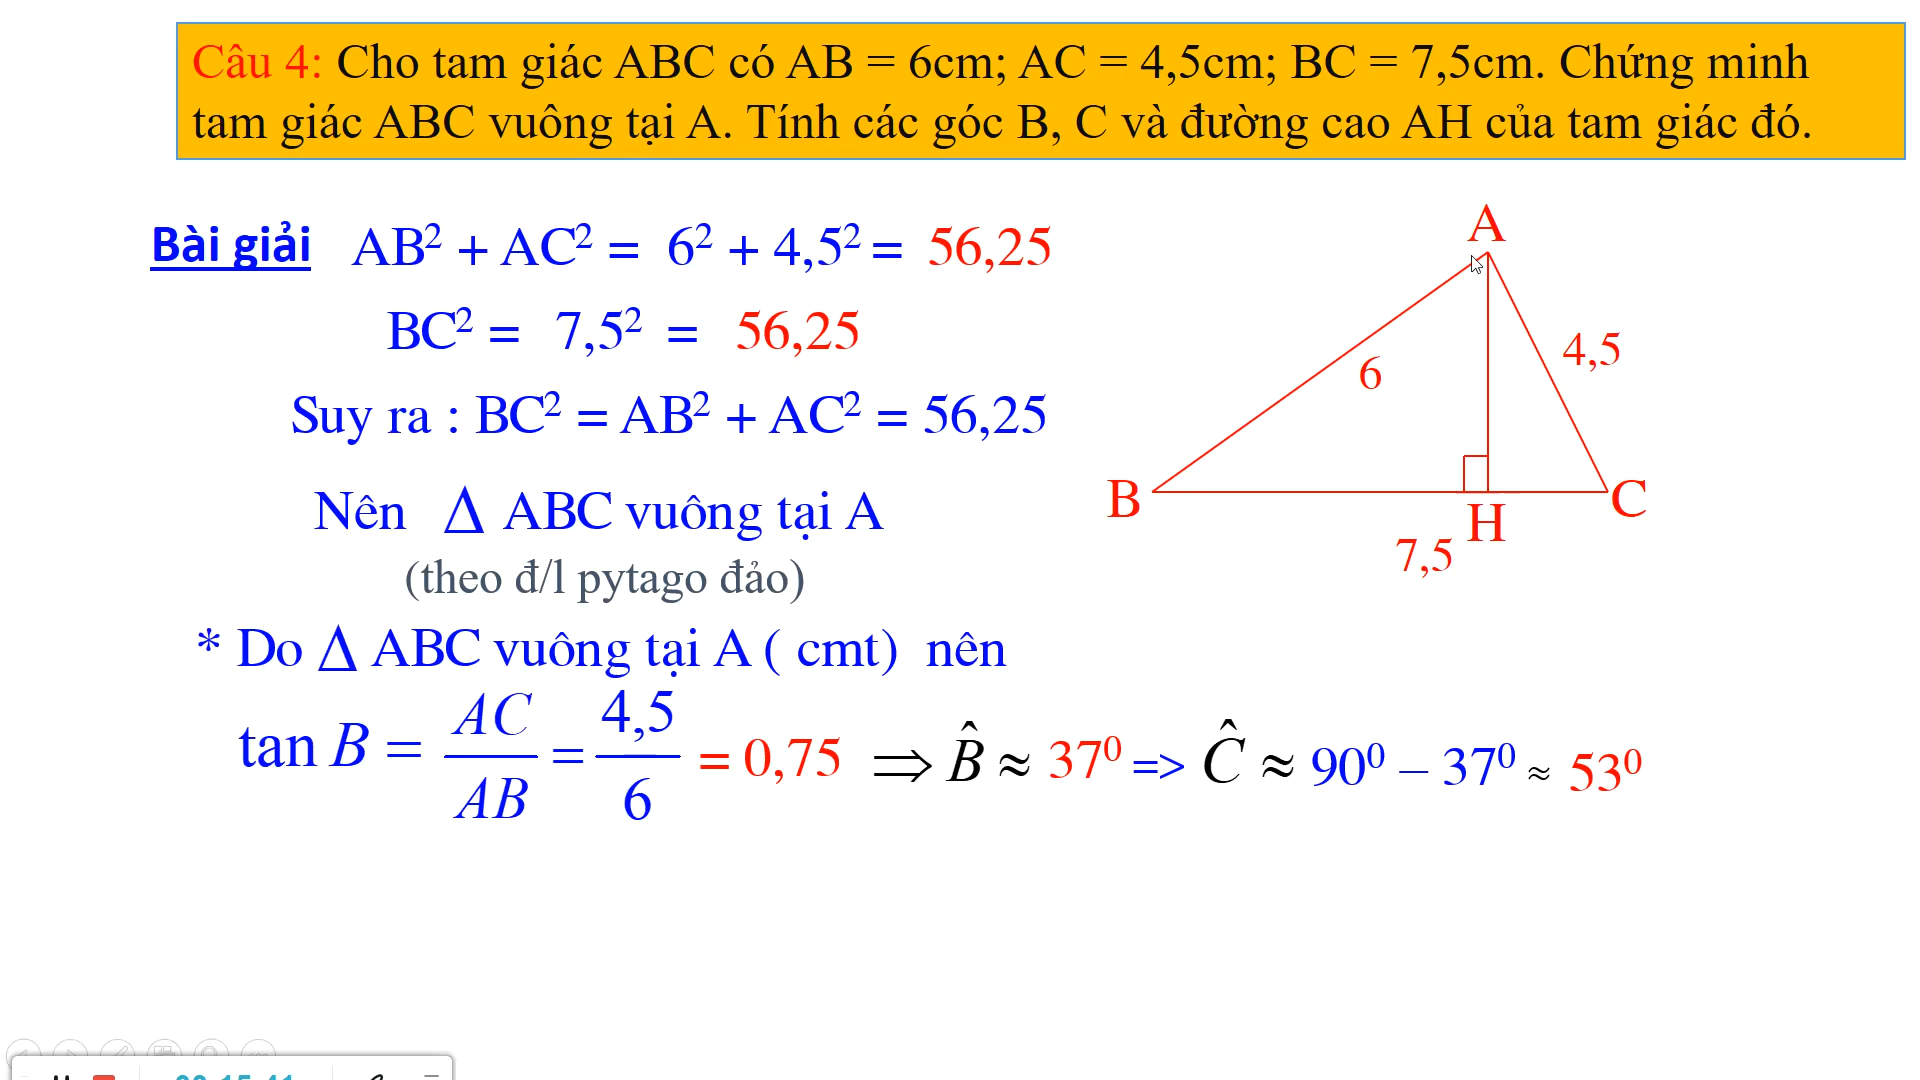 Câu 4: Cho tam giác ABC có AB = 6cm; AC = 4,5cm; BC = 7,5cm. Chứng minh
tam giác ABC vuông tại A. Tính các góc B, C và đường cao AH của tam giác đó.
Bài giải AB² + AC² = 6² + 4,5² = 56,25
BC² = 7,5² = 56,25
Suy ra : BC² = AB² + AC² = 56,25
Nên Δ ABC vuông tại A
(theo đ/l pytago đảo)
* Do Δ ABC vuông tại A ( cmt) nên
tan B = AC/AB = 4,5/6 = 0,75 ⟹ B̂ ≈ 37⁰ => Ĉ ≈ 90⁰ – 37⁰ ≈ 53⁰
A
6
4,5
B
H
C
7,5